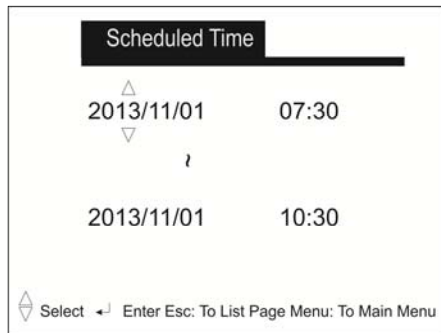 Scheduled Time
2013/11/01 07:30
~
2013/11/01 10:30
Select ↵ Enter Esc: To List Page Menu: To Main Menu